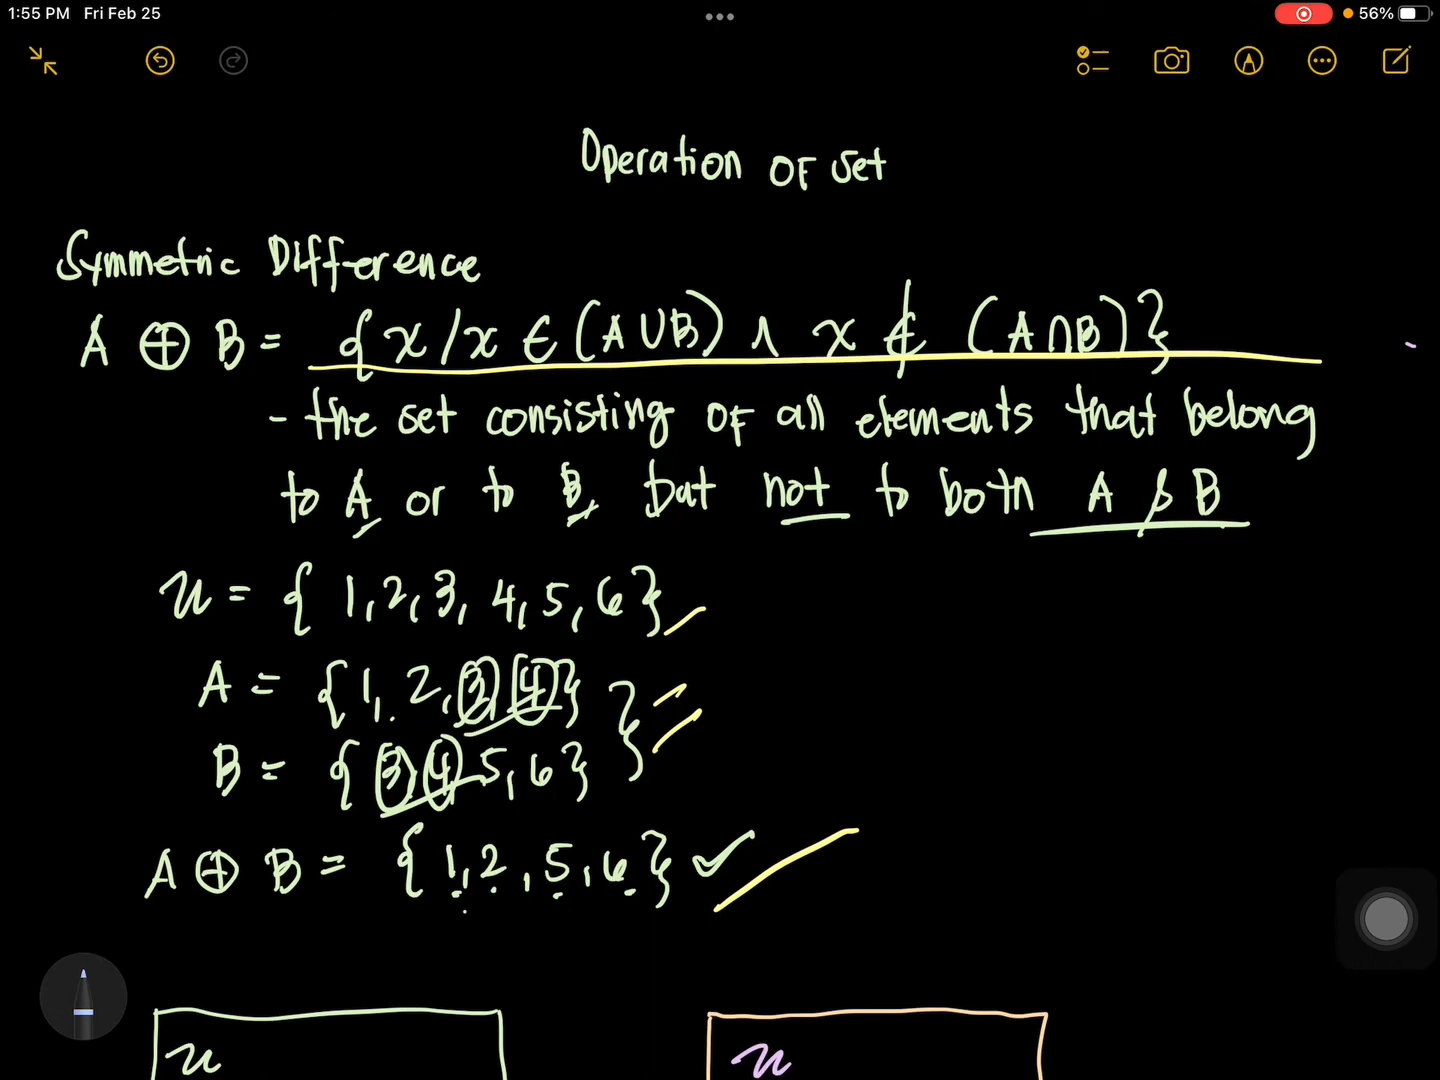 1:55 PM Fri Feb 25
56%
Operation OF Set
Symmetric Difference
A ⊕ B = {x/x ∈ (A∪B) ∧ x ∉ (A∩B)}
- the set consisting OF all elements that belong
to A or to B but not to both A & B
U = {1,2,3,4,5,6}
A = {1,2,3,4}
B = {3,4,5,6}
A ⊕ B = {1,2,5,6} ✓
U
U